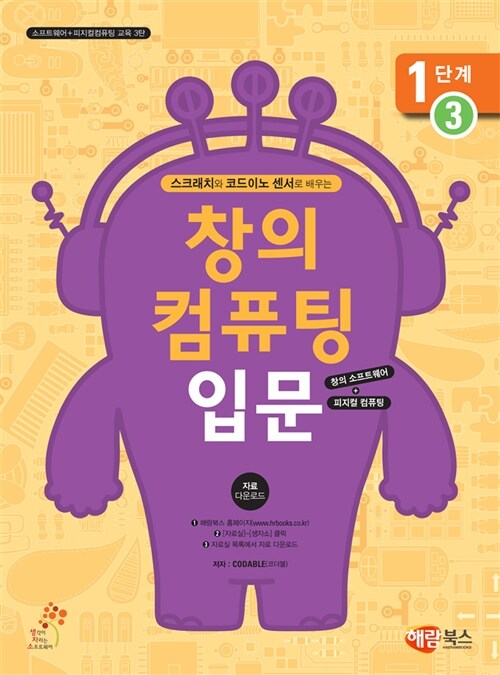 소프트웨어+피지컬컴퓨팅 교육 3탄
1단계
3
스크래치와 코드이노 센서로 배우는
창의
컴퓨팅
입문
창의 소프트웨어
+
피지컬 컴퓨팅
자료
다운로드
1 해람북스 홈페이지(www.hrbooks.co.kr)
2 [자료실]-[생자소] 클릭
3 자료실 목록에서 자료 다운로드
저자 : CODABLE(코더블)
생각이
자라는
소프트웨어
해람북스
HAERAMBOOKS